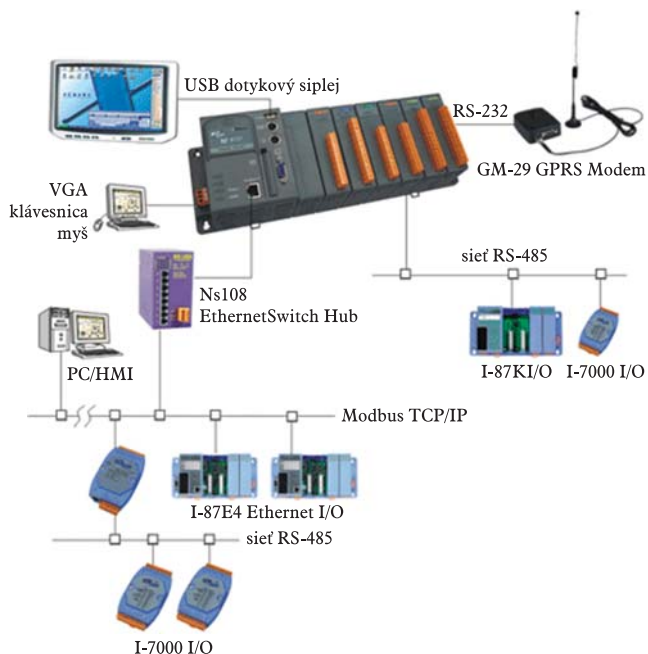 USB dotykový siplej
RS-232
GM-29 GPRS Modem
VGA
klávesnica
myš
sieť RS-485
Ns108
EthernetSwitch Hub
I-87KI/O
I-7000 I/O
PC/HMI
Modbus TCP/IP
I-87E4 Ethernet I/O
sieť RS-485
I-7000 I/O